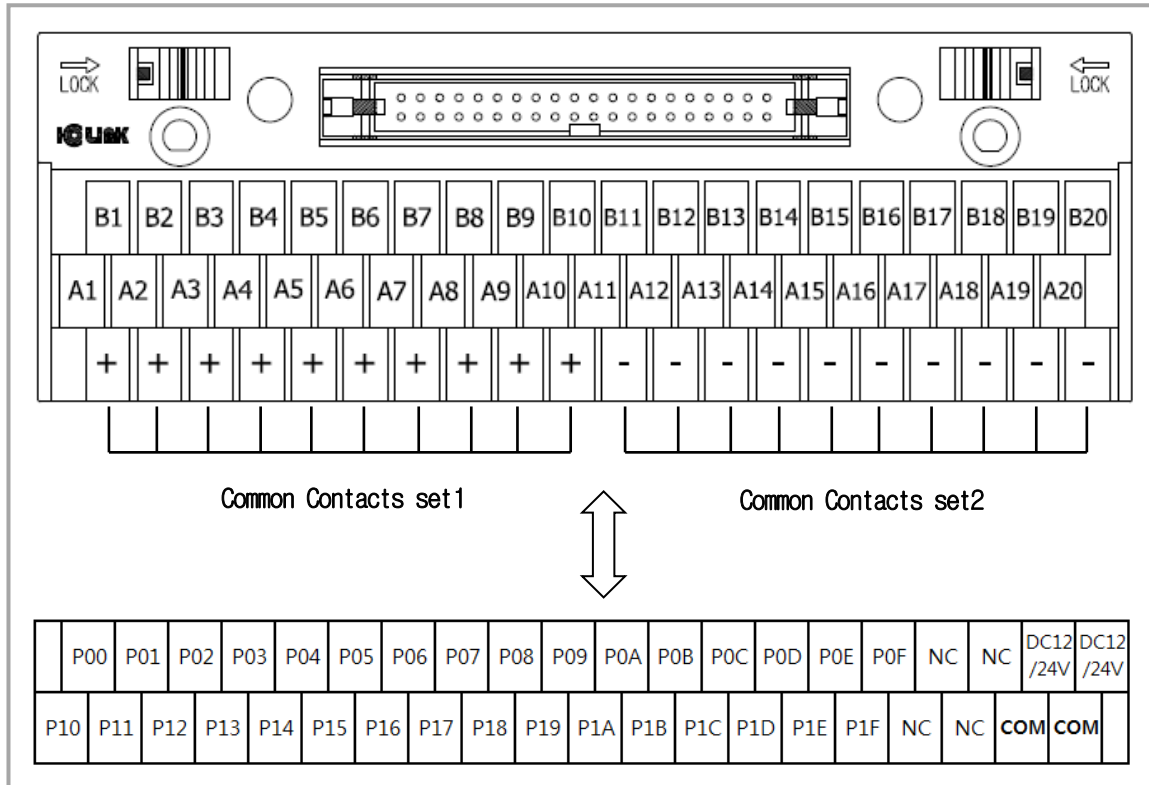 LOCK LOCK
B1 B2 B3 B4 B5 B6 B7 B8 B9 B10 B11 B12 B13 B14 B15 B16 B17 B18 B19 B20
A1 A2 A3 A4 A5 A6 A7 A8 A9 A10 A11 A12 A13 A14 A15 A16 A17 A18 A19 A20
+ + + + + + + + + + - - - - - - - - - -
Common Contacts set1 Common Contacts set2
P00 P01 P02 P03 P04 P05 P06 P07 P08 P09 P0A P0B P0C P0D P0E P0F NC NC DC12 /24V DC12 /24V
P10 P11 P12 P13 P14 P15 P16 P17 P18 P19 P1A P1B P1C P1D P1E P1F NC NC COM COM